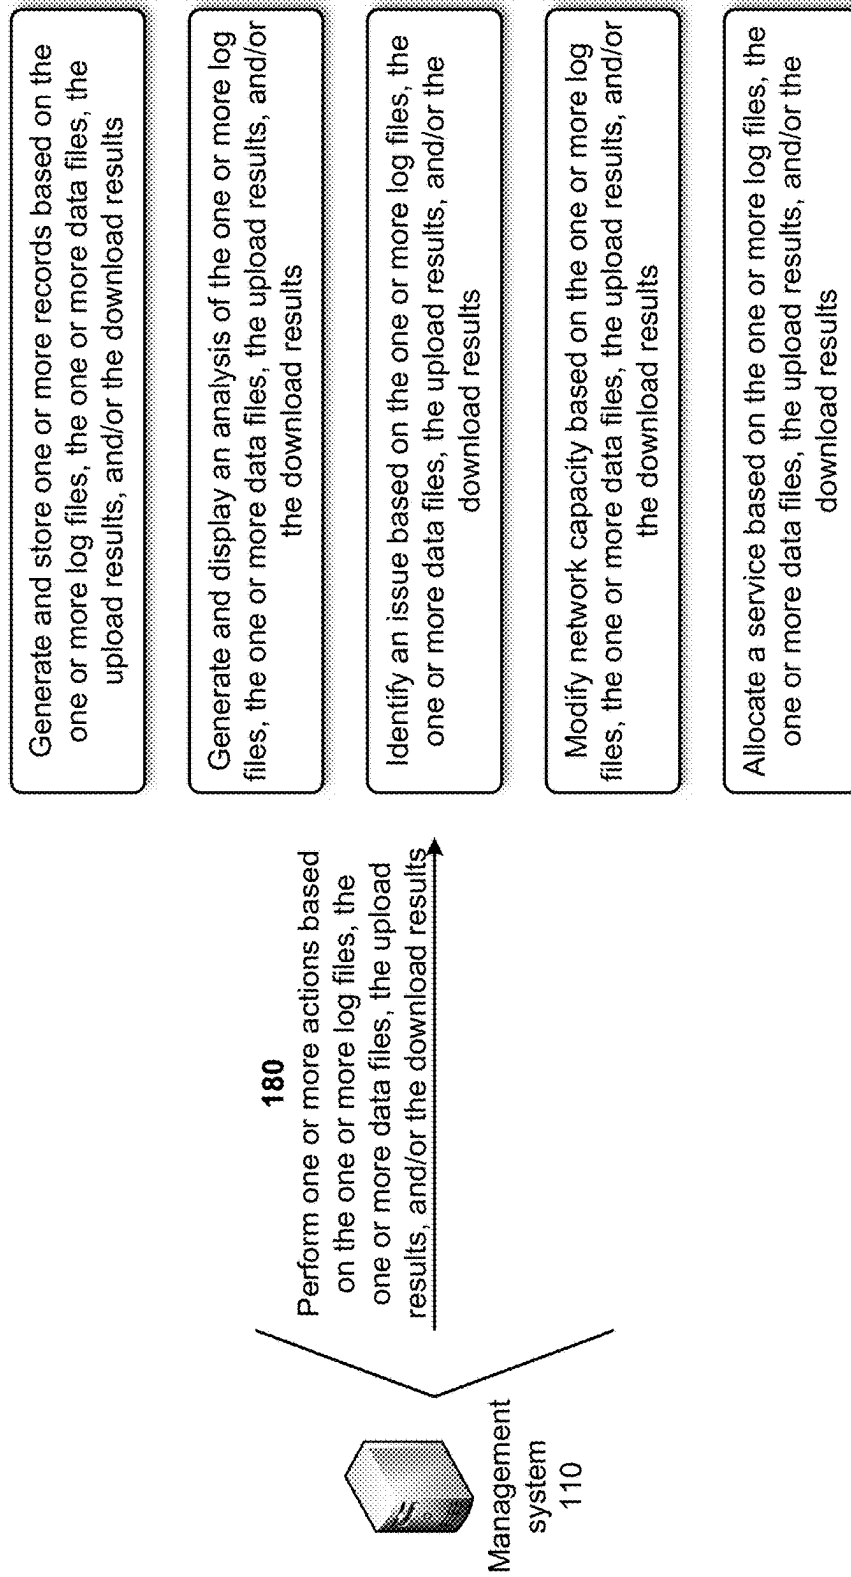 Management
system
110
180
Perform one or more actions based
on the one or more log files, the
one or more data files, the upload
results, and/or the download results
Generate and store one or more records based on the
one or more log files, the one or more data files, the
upload results, and/or the download results
Generate and display an analysis of the one or more log
files, the one or more data files, the upload results, and/or
the download results
Identify an issue based on the one or more log files, the
one or more data files, the upload results, and/or the
download results
Modify network capacity based on the one or more log
files, the one or more data files, the upload results, and/or
the download results
Allocate a service based on the one or more log files, the
one or more data files, the upload results, and/or the
download results